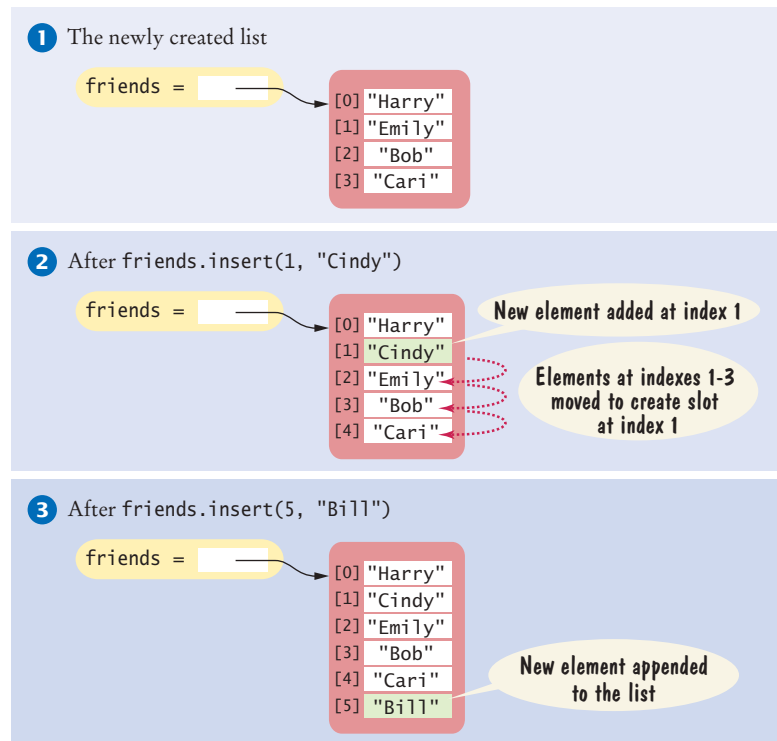 1 The newly created list
friends =
[0] "Harry"
[1] "Emily"
[2] "Bob"
[3] "Cari"
2 After friends.insert(1, "Cindy")
friends =
[0] "Harry"
[1] "Cindy"
[2] "Emily"
[3] "Bob"
[4] "Cari"
New element added at index 1
Elements at indexes 1-3
moved to create slot
at index 1
3 After friends.insert(5, "Bill")
friends =
[0] "Harry"
[1] "Cindy"
[2] "Emily"
[3] "Bob"
[4] "Cari"
[5] "Bill"
New element appended
to the list